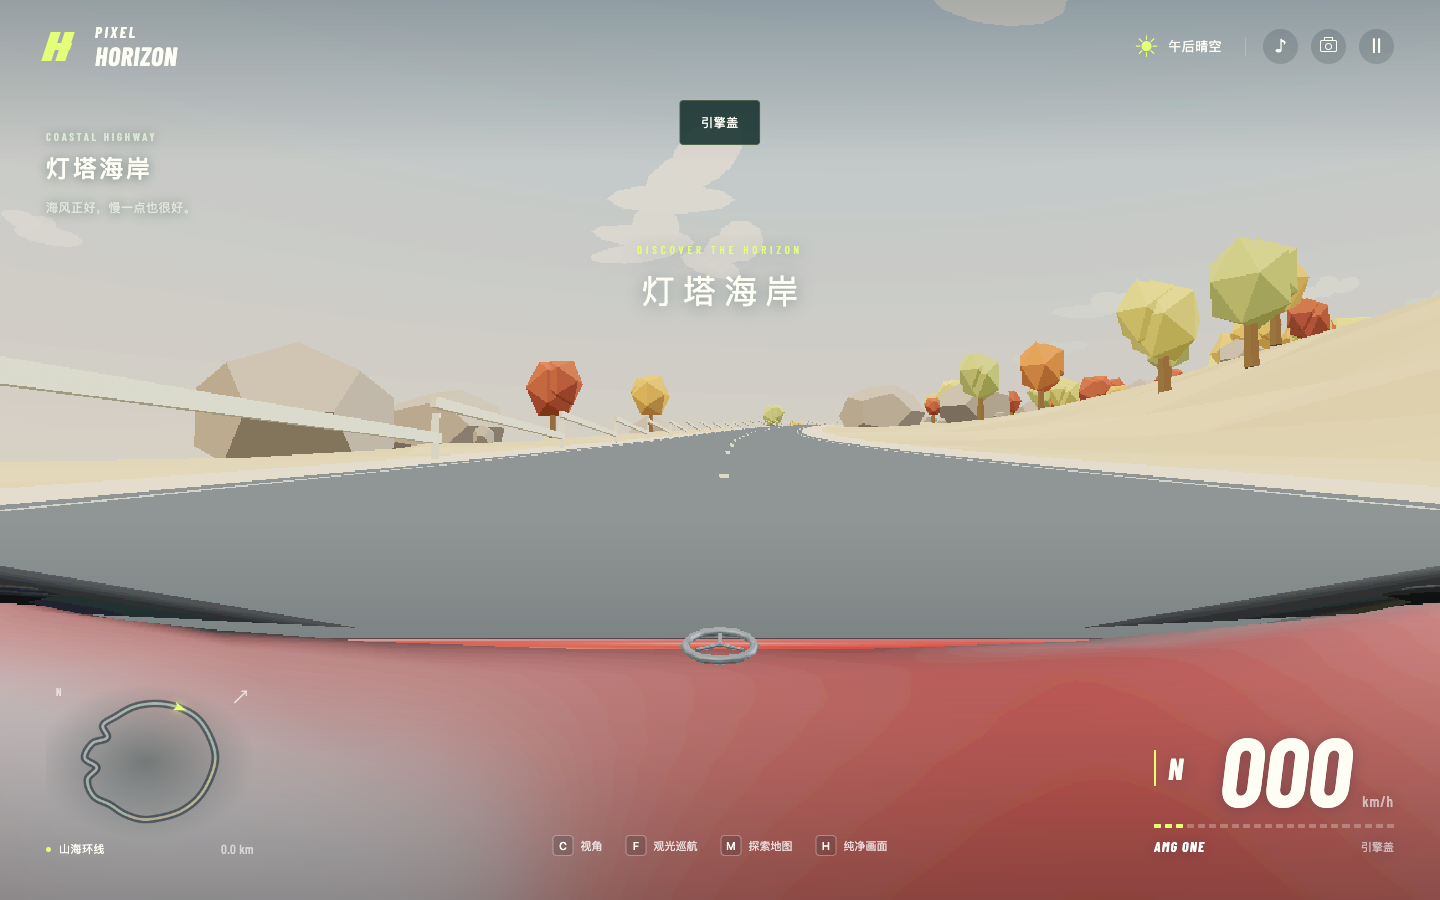 H
PIXEL
HORIZON
午后晴空
引擎盖
COASTAL HIGHWAY
灯塔海岸
海风正好，慢一点也很好。
DISCOVER THE HORIZON
灯塔海岸
N
山海环线
0.0 km
C 视角
F 观光巡航
M 探索地图
H 纯净画面
N
000
km/h
AMG ONE
引擎盖